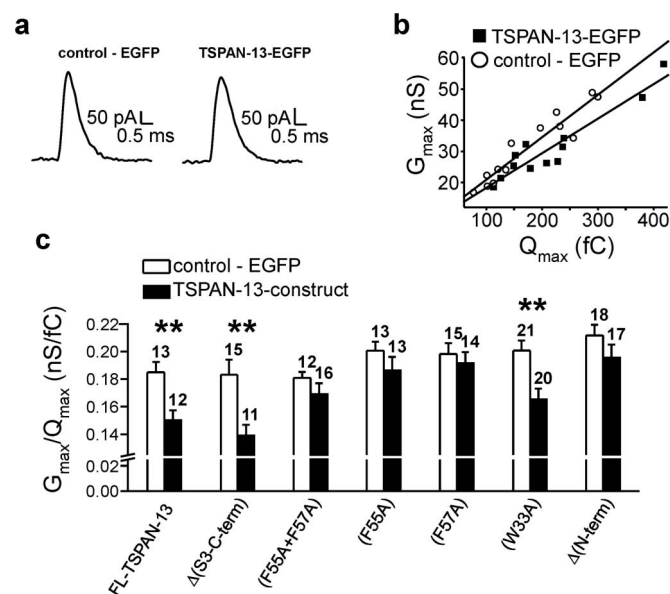 a
control - EGFP
TSPAN-13-EGFP
50 pA
0.5 ms
50 pA
0.5 ms
b
TSPAN-13-EGFP
control - EGFP
Gmax (nS)
60
50
40
30
20
100
200
300
400
Qmax (fC)
c
control - EGFP
TSPAN-13-construct
Gmax/Qmax (nS/fC)
0.22
0.18
0.14
0.02
0.00
**
13
12
**
15
11
12
16
13
13
15
14
**
21
20
18
17
FL-TSPAN-13
Δ(S3-C-term)
(F55A+F57A)
(F55A)
(F57A)
(W33A)
Δ(N-term)